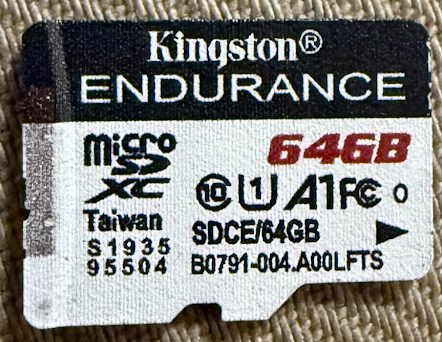 Kingston®
ENDURANCE
64GB
micro
SD
XC
10 U1 A1 FC O
Taiwan
SDCE/64GB
S1935
95504
B0791-004.A00LFTS